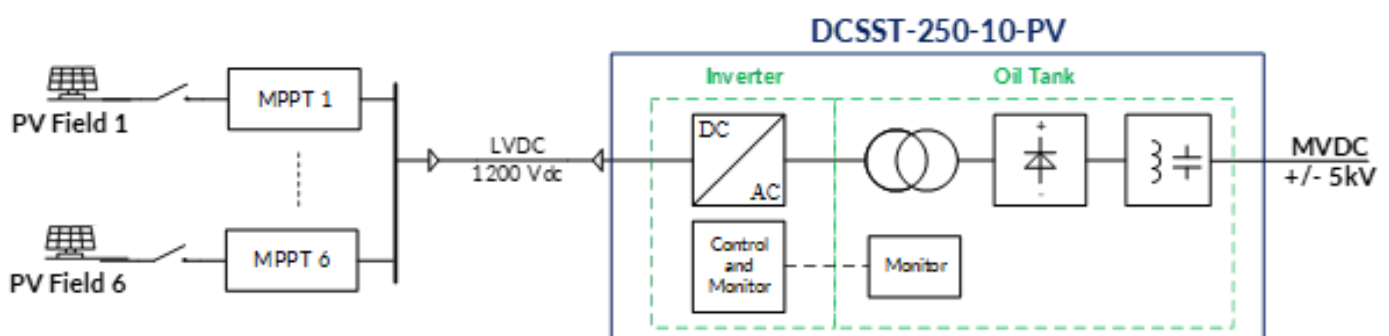 DCSST-250-10-PV
Inverter
Oil Tank
PV Field 1
MPPT 1
LVDC
1200 Vdc
DC
AC
+
-
MVDC
+/- 5kV
PV Field 6
MPPT 6
Control
and
Monitor
Monitor